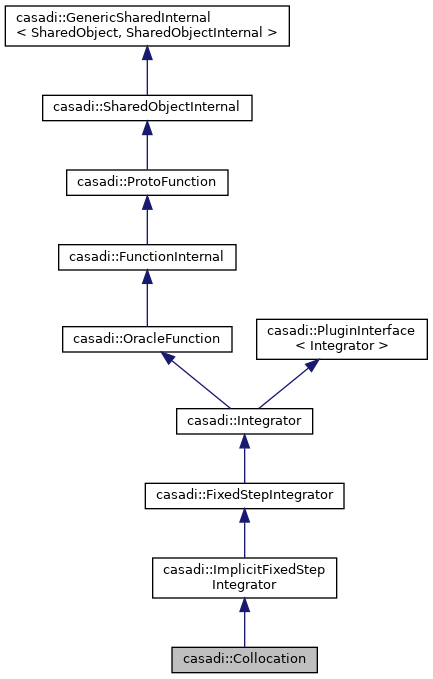 casadi::GenericSharedInternal
< SharedObject, SharedObjectInternal >
casadi::SharedObjectInternal
casadi::ProtoFunction
casadi::FunctionInternal
casadi::OracleFunction
casadi::PluginInterface
< Integrator >
casadi::Integrator
casadi::FixedStepIntegrator
casadi::ImplicitFixedStep
Integrator
casadi::Collocation